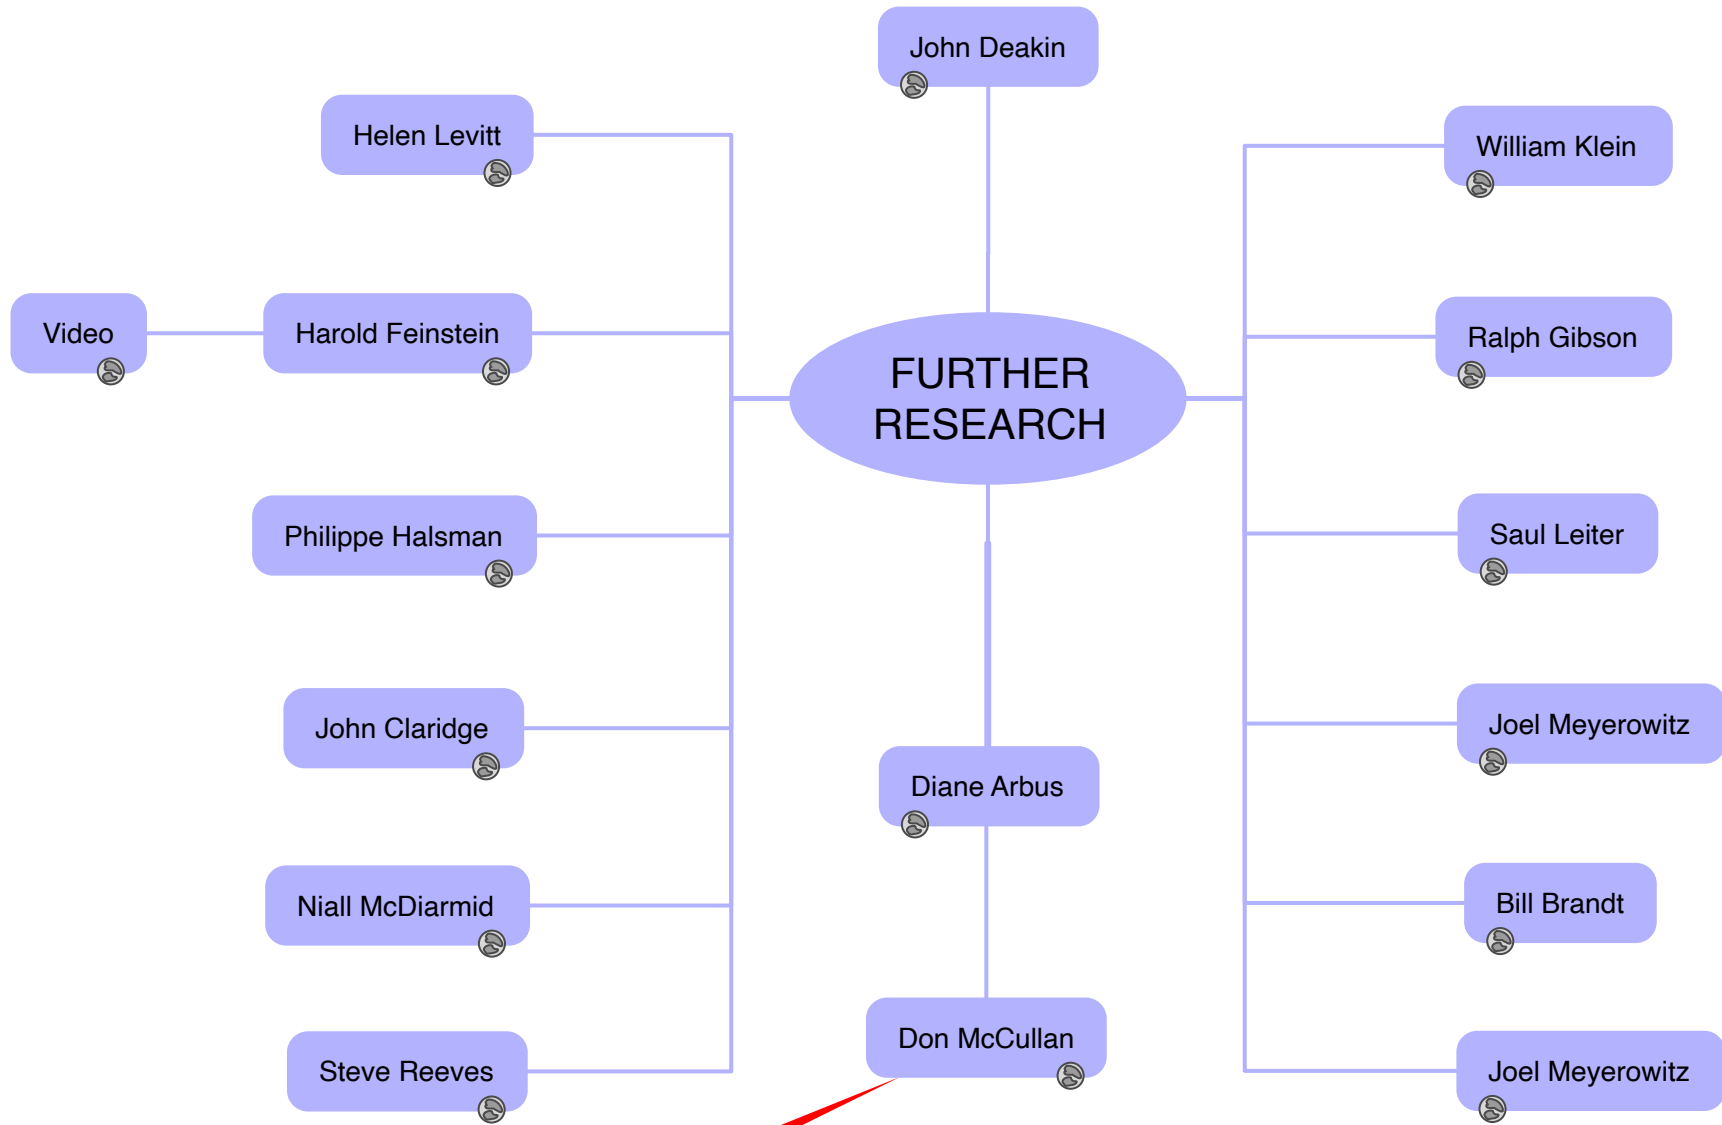 John Deakin
Helen Levitt
William Klein
Video
Harold Feinstein
Ralph Gibson
FURTHER
RESEARCH
Philippe Halsman
Saul Leiter
John Claridge
Joel Meyerowitz
Diane Arbus
Niall McDiarmid
Bill Brandt
Don McCullan
Steve Reeves
Joel Meyerowitz